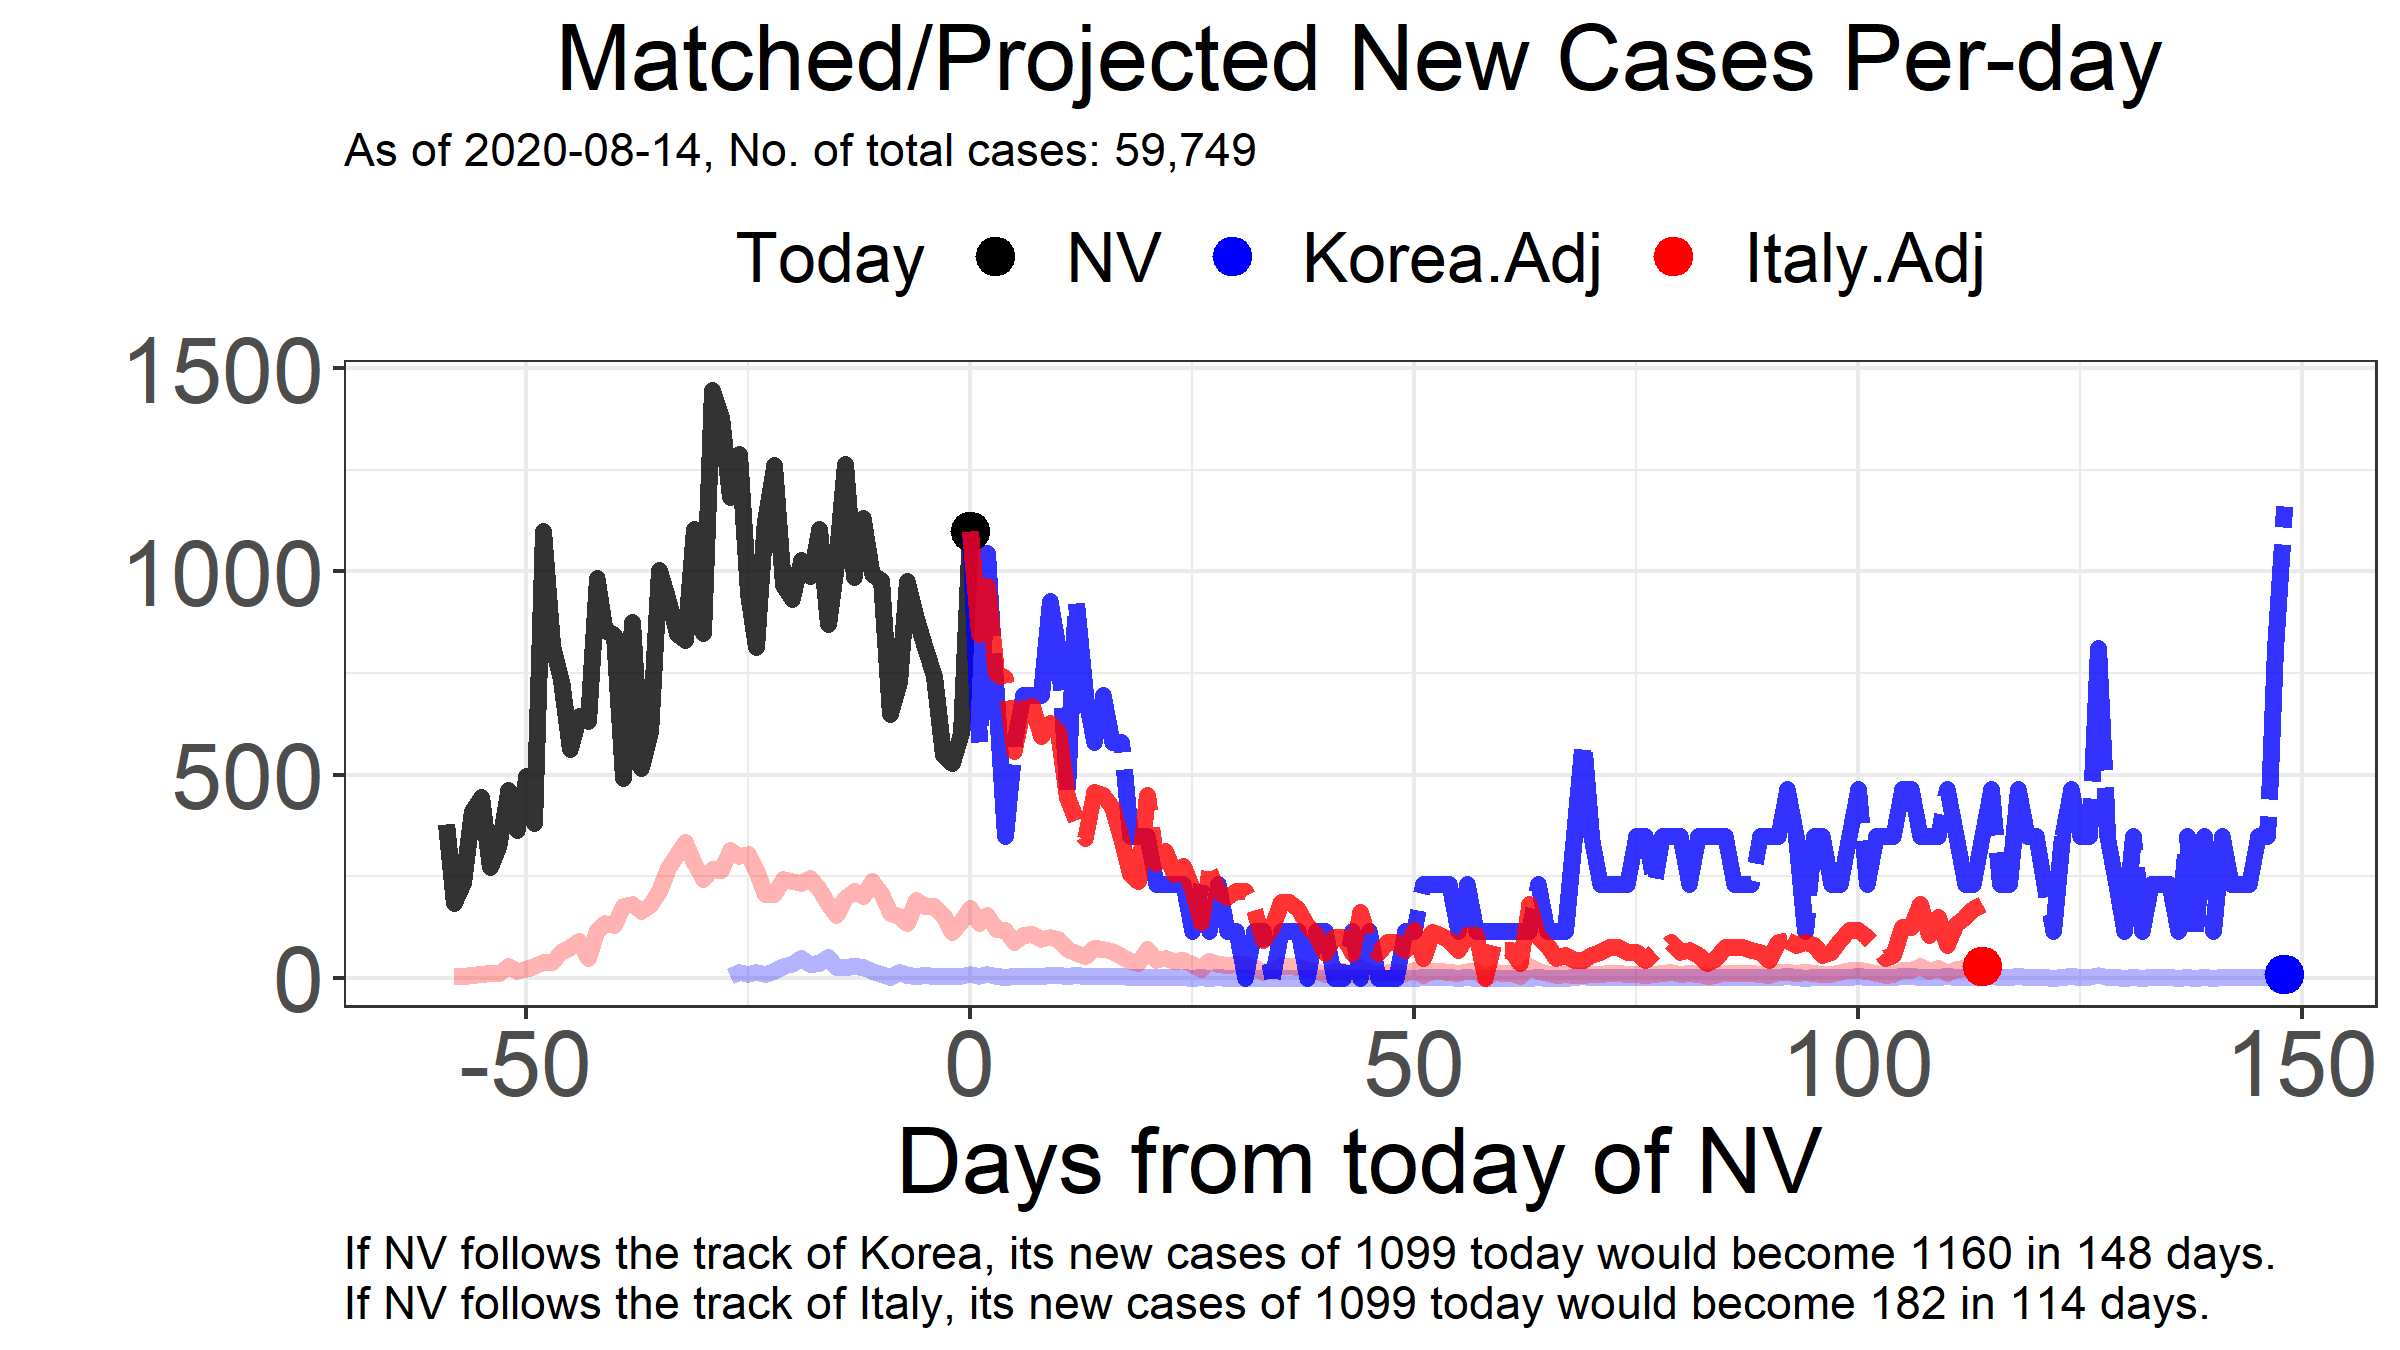 Matched/Projected New Cases Per-day
As of 2020-08-14, No. of total cases: 59,749
Today NV Korea.Adj Italy.Adj
1500
1000
500
0
-50 0 50 100 150
Days from today of NV
If NV follows the track of Korea, its new cases of 1099 today would become 1160 in 148 days.
If NV follows the track of Italy, its new cases of 1099 today would become 182 in 114 days.